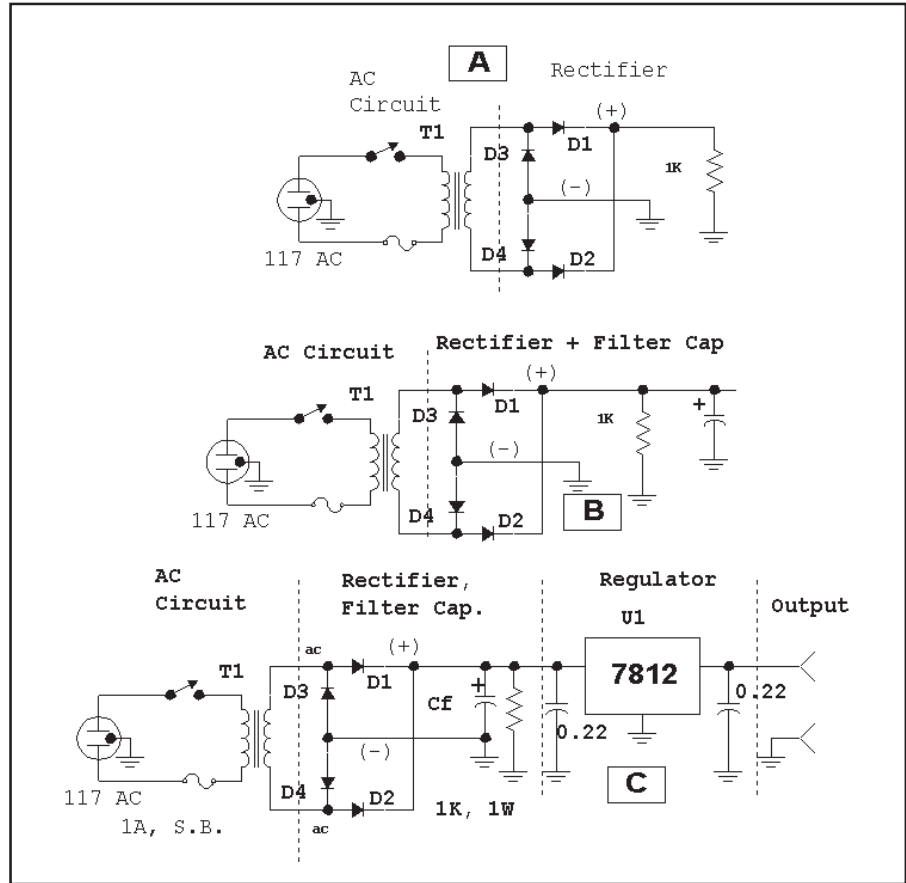 A
AC
Circuit
Rectifier
T1
(+)
D3
D1
1K
(-)
D4
D2
117 AC
AC Circuit
Rectifier + Filter Cap
T1
(+)
D3
D1
1K
+
(-)
D4
D2
B
117 AC
AC
Circuit
Rectifier,
Filter Cap.
Regulator
U1
Output
T1
ac
(+)
D3
D1
Cf
+
7812
0.22
0.22
(-)
D4
D2
C
117 AC
1A, S.B.
ac
1K, 1W